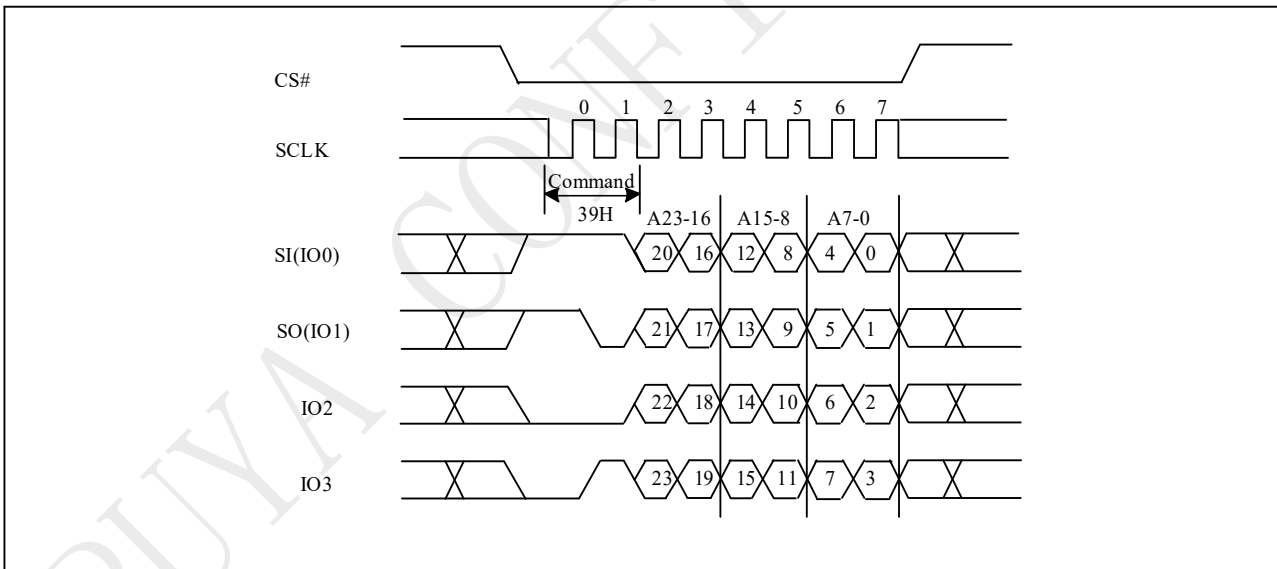 CS#
0 1 2 3 4 5 6 7
SCLK
Command
39H
A23-16 A15-8 A7-0
SI(IO0)
20 16 12 8 4 0
SO(IO1)
21 17 13 9 5 1
IO2
22 18 14 10 6 2
IO3
23 19 15 11 7 3
PUYA CONF